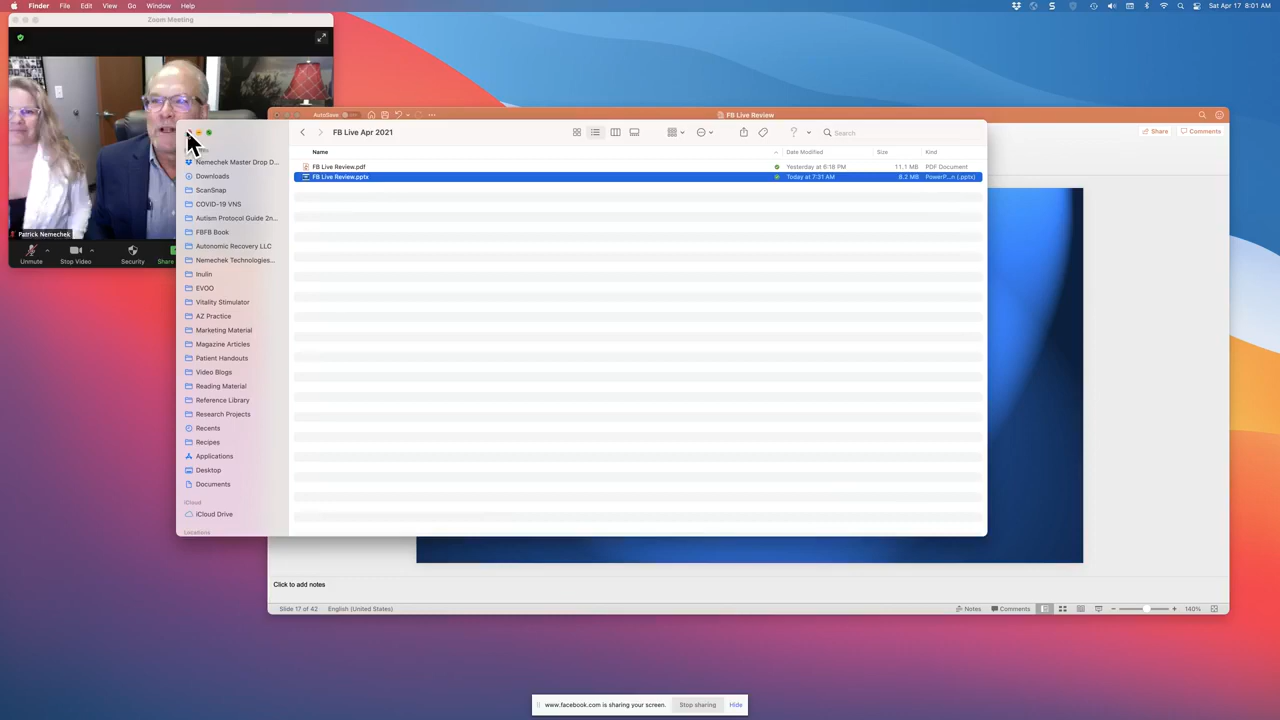 Finder File Edit View Go Window Help
Sat Apr 17 8:01 AM
Zoom Meeting
Patrick Nemechek
Unmute Stop Video Security Share
AutoSave
FB Live Review
Share Comments
FB Live Apr 2021
Search
Name Date Modified Size Kind
FB Live Review.pdf Yesterday at 6:18 PM 11.1 MB PDF Document
FB Live Review.pptx Today at 7:31 AM 8.2 MB PowerP...n (.pptx)
Nemechek Master Drop D...
Downloads
ScanSnap
COVID-19 VNS
Autism Protocol Guide 2n...
FBFB Book
Autonomic Recovery LLC
Nemechek Technologies...
Inulin
EVOO
Vitality Stimulator
AZ Practice
Marketing Material
Magazine Articles
Patient Handouts
Video Blogs
Reading Material
Reference Library
Research Projects
Recents
Recipes
Applications
Desktop
Documents
iCloud
iCloud Drive
Locations
Click to add notes
Slide 17 of 42 English (United States) Notes Comments 140%
www.facebook.com is sharing your screen. Stop sharing Hide